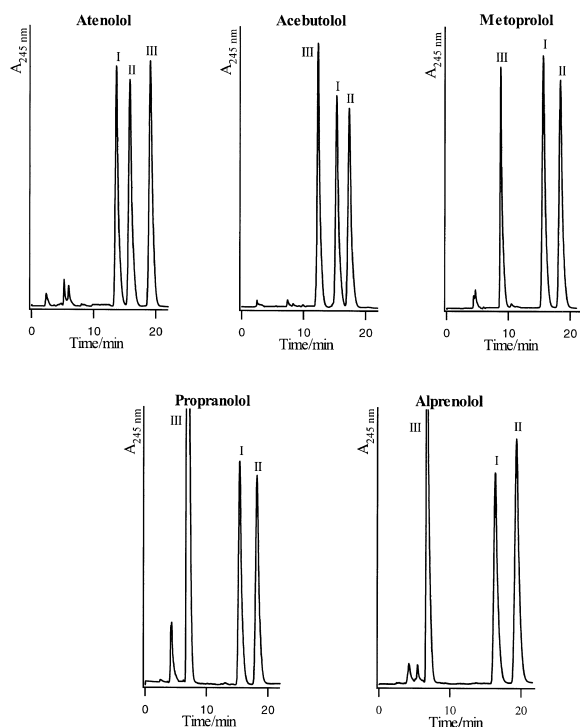 Atenolol
A245 nm
I
II
III
0 10 20
Time/min
Acebutolol
A245 nm
III
I
II
0 10 20
Time/min
Metoprolol
A245 nm
III
I
II
0 10 20
Time/min
Propranolol
A245 nm
III
I
II
0 10 20
Time/min
Alprenolol
A245 nm
III
I
II
0 10 20
Time/min